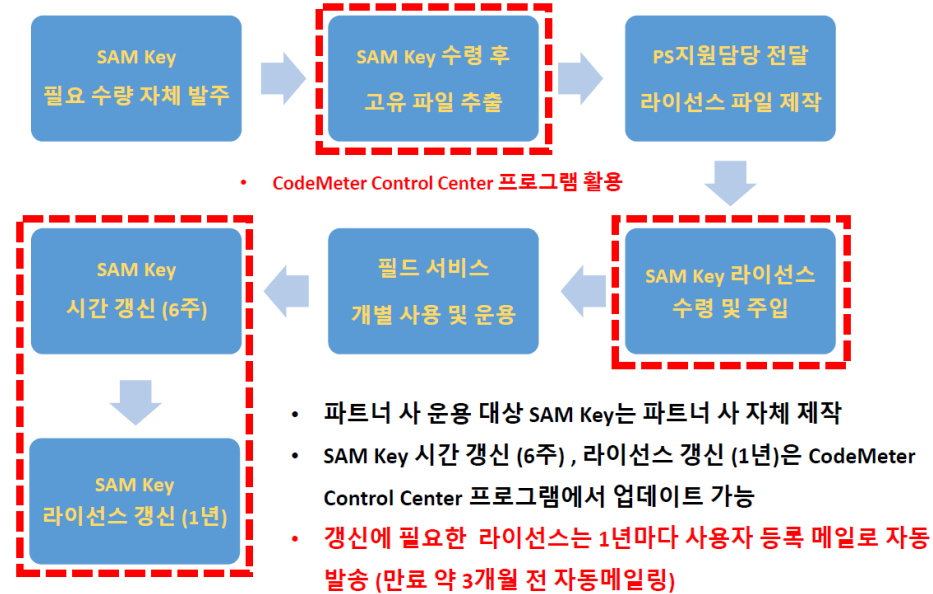 SAM Key
필요 수량 자체 발주
SAM Key 수령 후
고유 파일 추출
PS지원담당 전달
라이선스 파일 제작
• CodeMeter Control Center 프로그램 활용
SAM Key
시간 갱신 (6주)
필드 서비스
개별 사용 및 운용
SAM Key 라이선스
수령 및 주입
SAM Key
라이선스 갱신 (1년)
• 파트너 사 운용 대상 SAM Key는 파트너 사 자체 제작
• SAM Key 시간 갱신 (6주) , 라이선스 갱신 (1년)은 CodeMeter
Control Center 프로그램에서 업데이트 가능
• 갱신에 필요한 라이선스는 1년마다 사용자 등록 메일로 자동
발송 (만료 약 3개월 전 자동메일링)